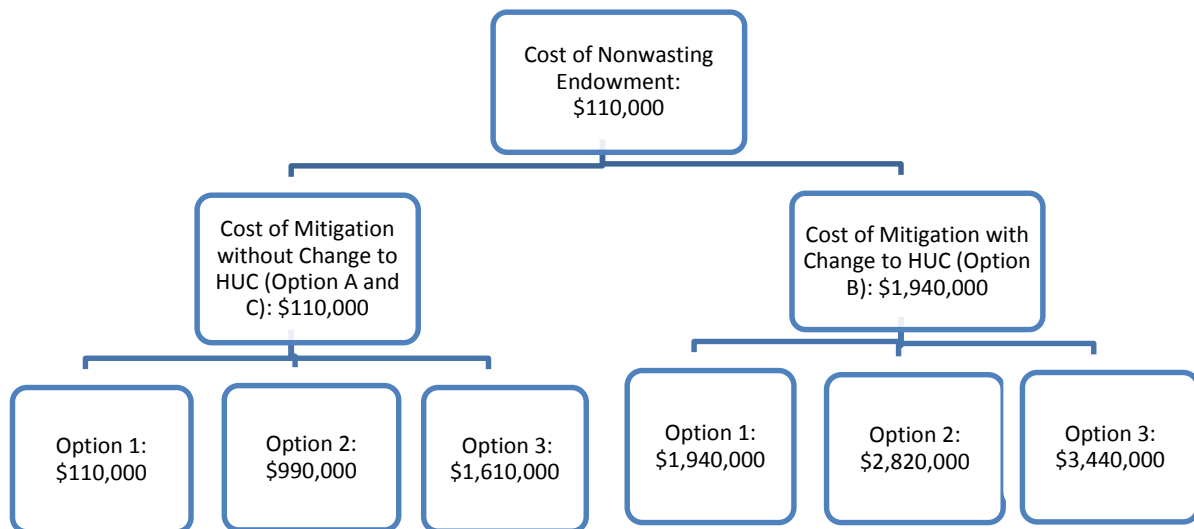 Cost of Nonwasting
Endowment:
$110,000
Cost of Mitigation
without Change to
HUC (Option A and
C): $110,000
Cost of Mitigation with
Change to HUC (Option
B): $1,940,000
Option 1:
$110,000
Option 2:
$990,000
Option 3:
$1,610,000
Option 1:
$1,940,000
Option 2:
$2,820,000
Option 3:
$3,440,000